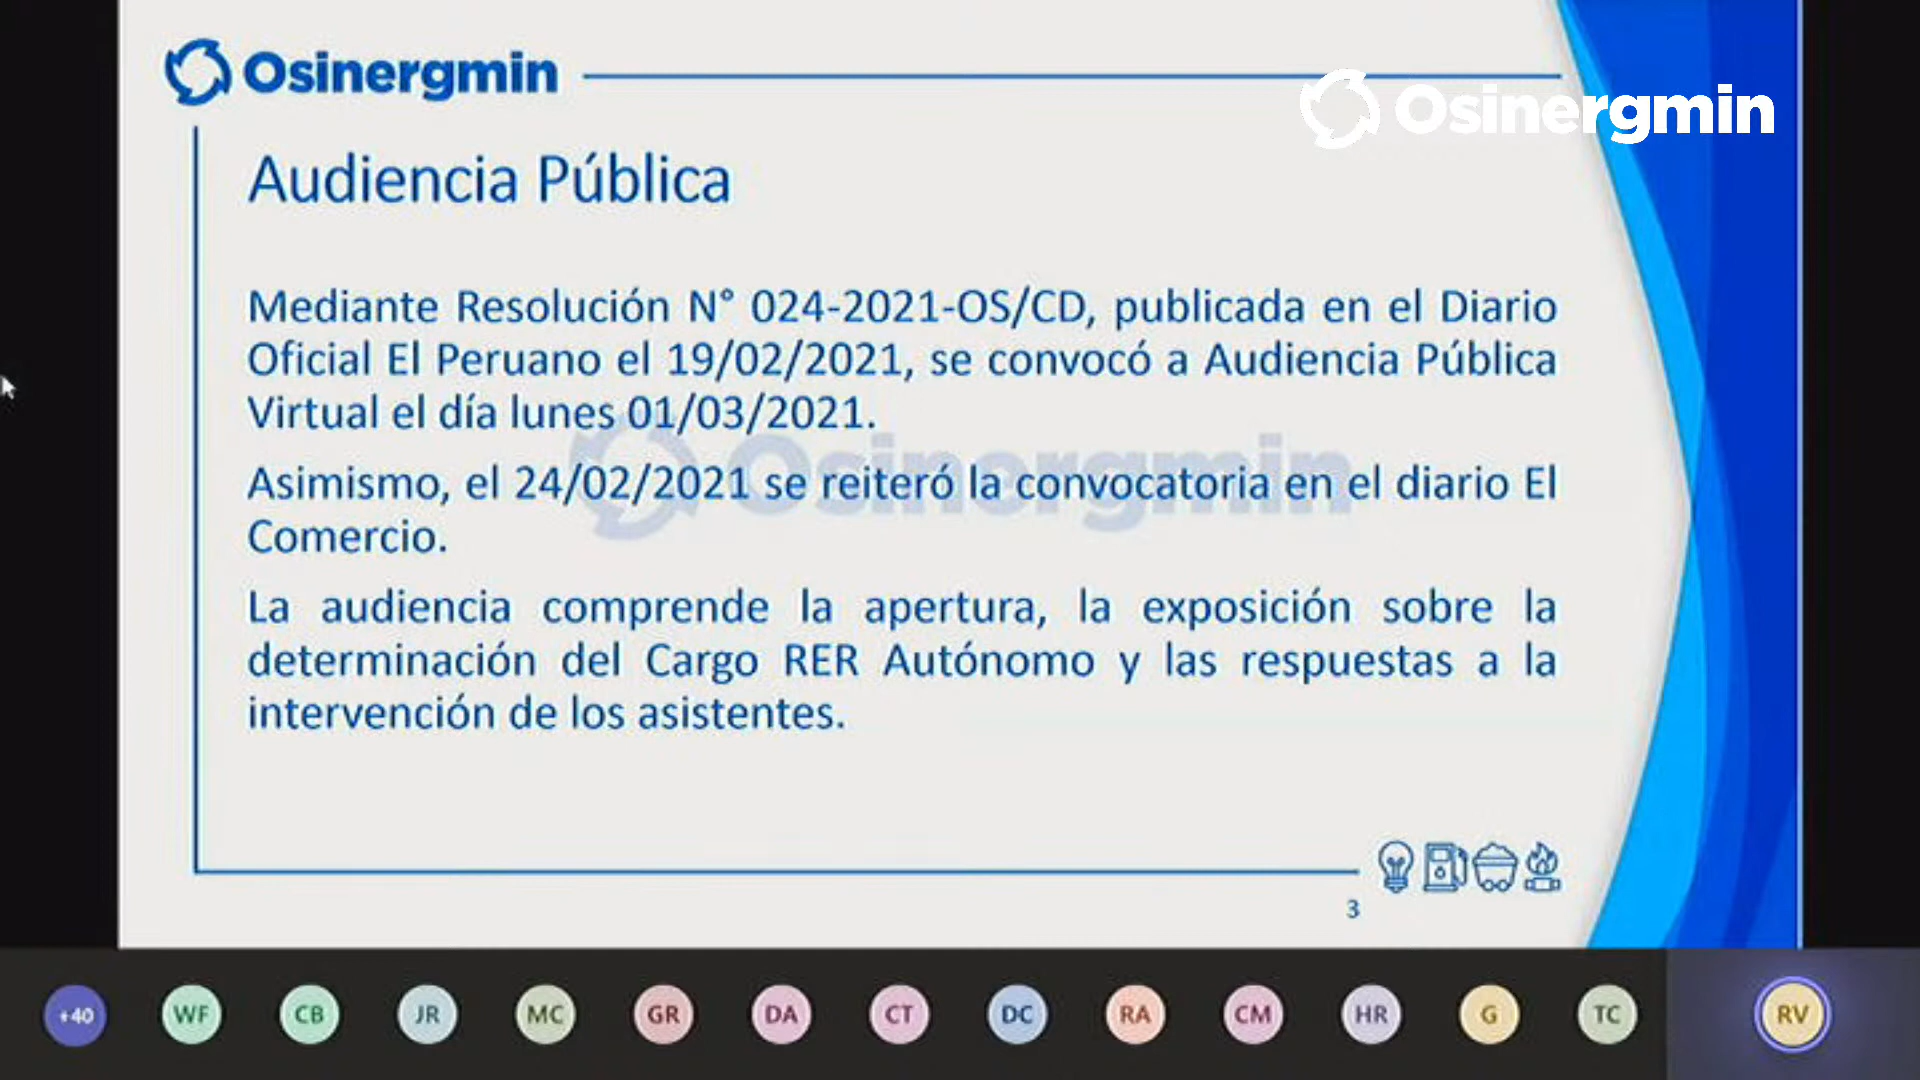 Osinergmin
Osinergmin
Audiencia Pública
Mediante Resolución N° 024-2021-OS/CD, publicada en el Diario
Oficial El Peruano el 19/02/2021, se convocó a Audiencia Pública
Virtual el día lunes 01/03/2021.
Osinergmin
Asimismo, el 24/02/2021 se reiteró la convocatoria en el diario El
Comercio.
La audiencia comprende la apertura, la exposición sobre la
determinación del Cargo RER Autónomo y las respuestas a la
intervención de los asistentes.
3
+40 WF CB JR MC GR DA CT DC RA CM HR G TC RV